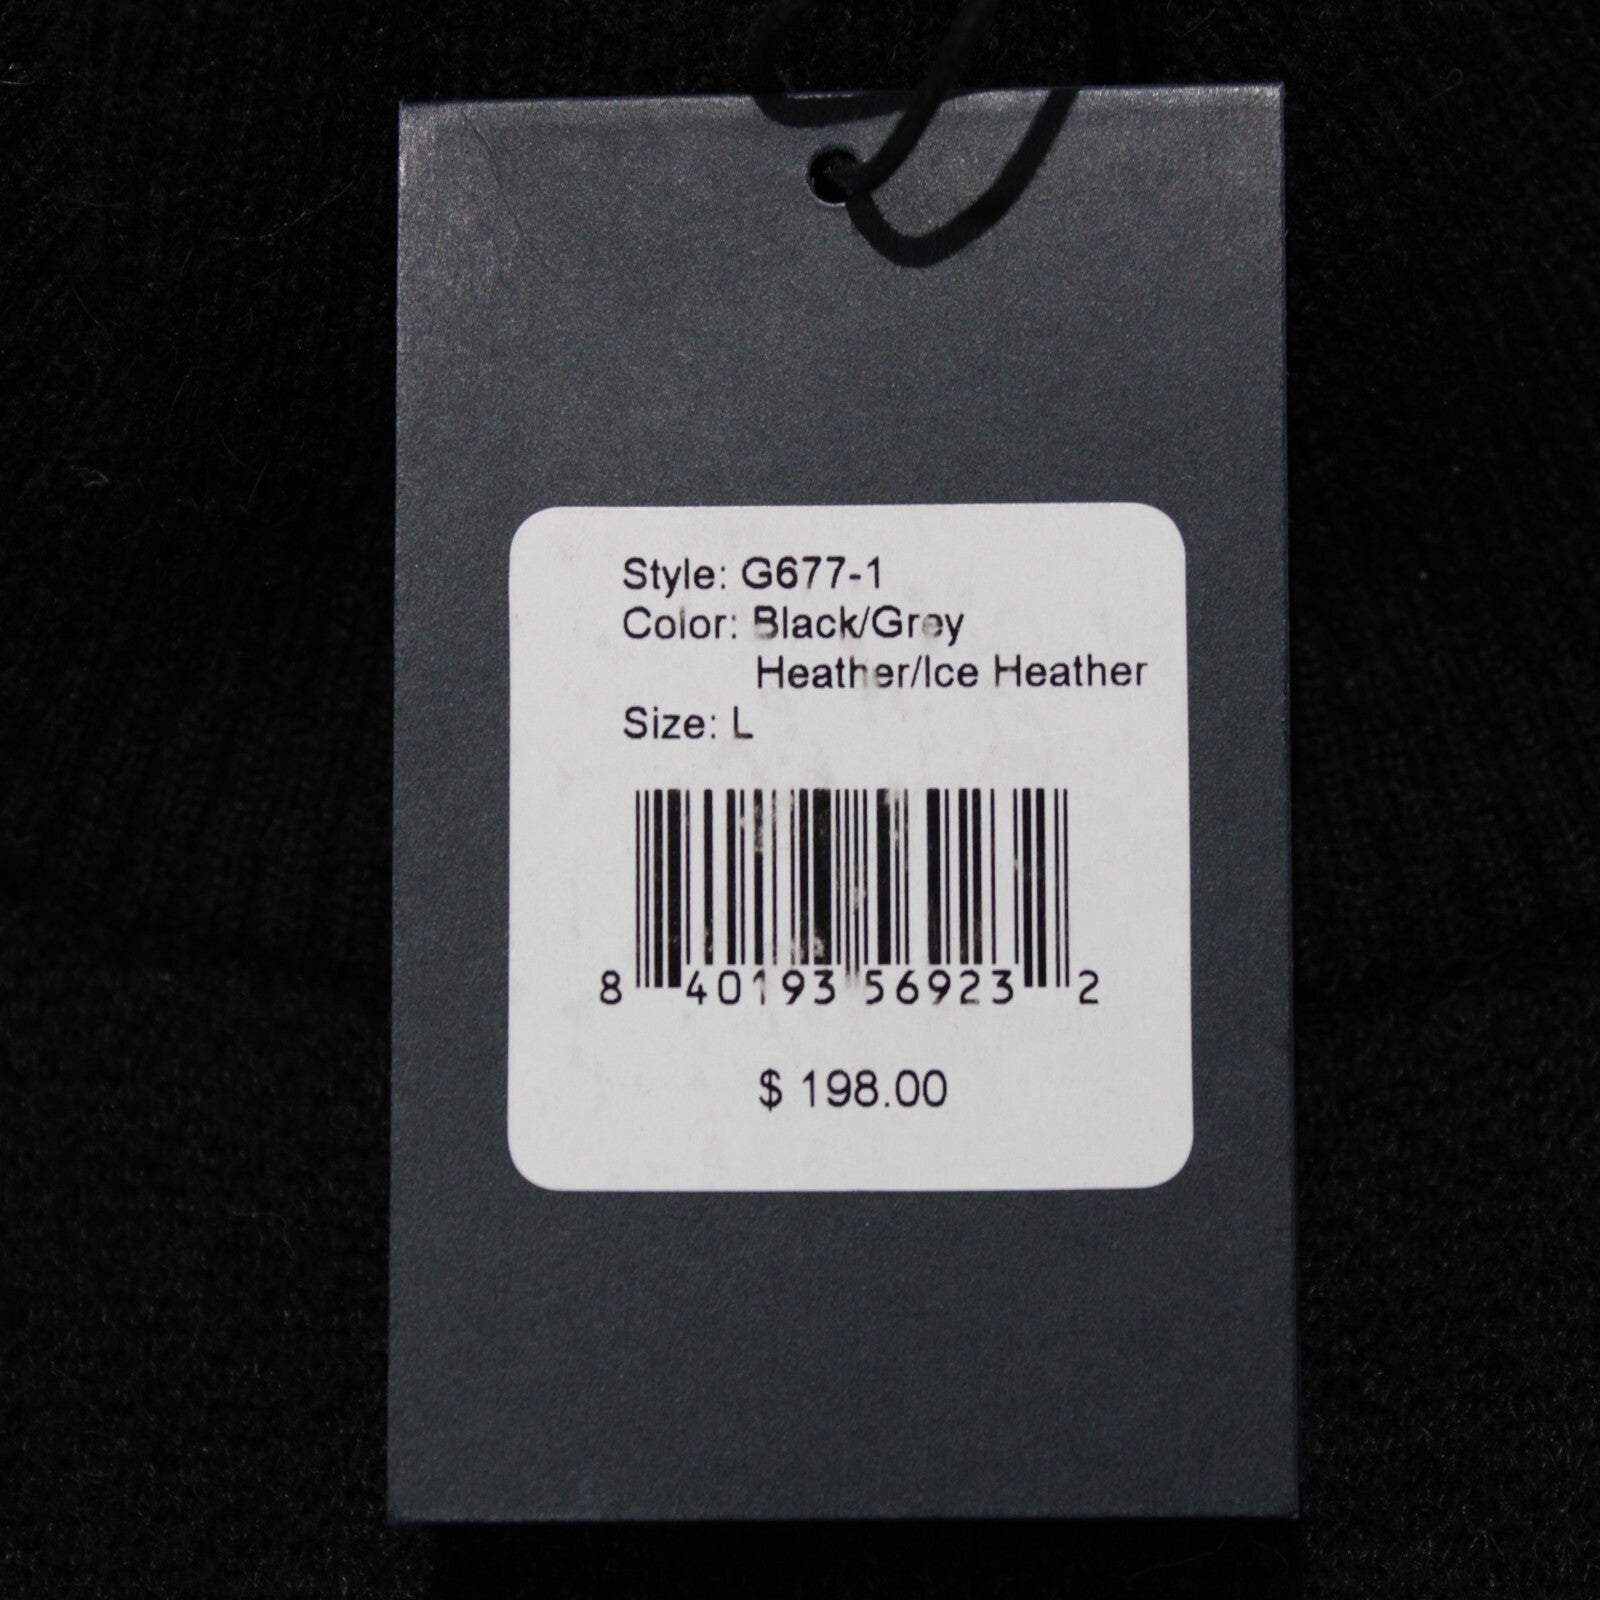 Style: G677-1
Color: Black/Grey
Heather/Ice Heather
Size: L
8 40193 56923 2
$ 198.00